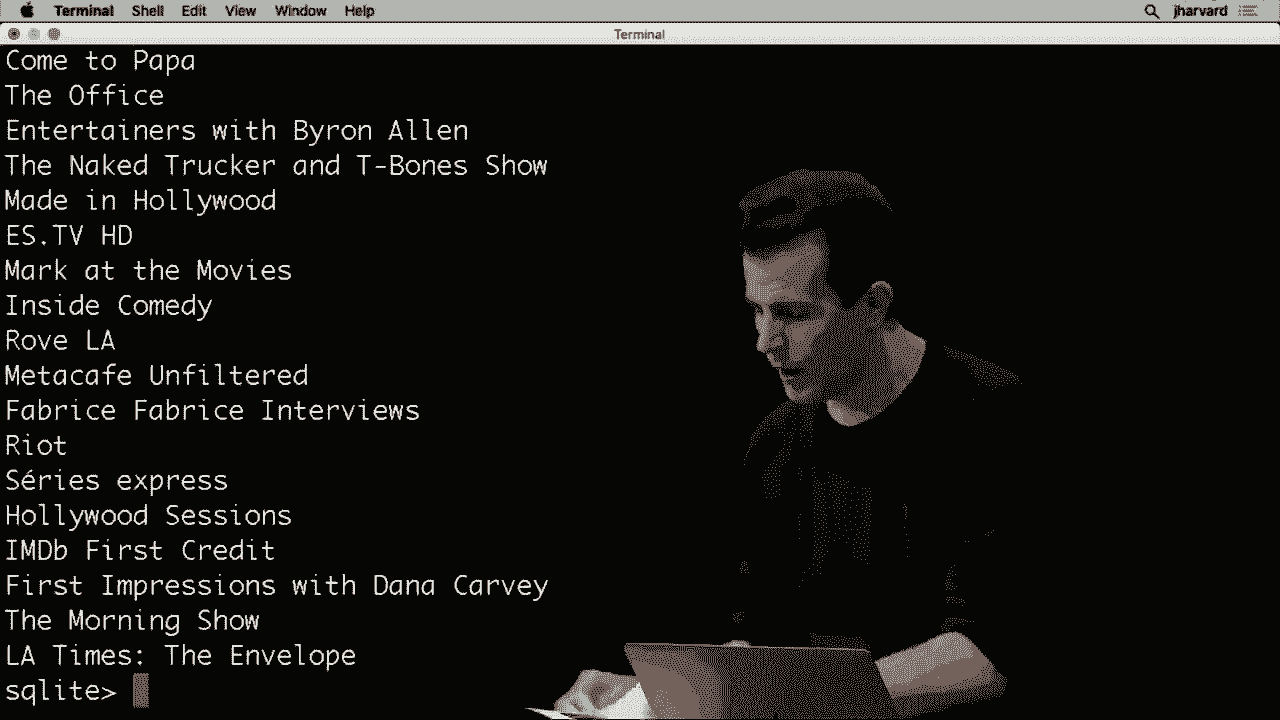 Terminal Shell Edit View Window Help jharvard
Terminal
Come to Papa
The Office
Entertainers with Byron Allen
The Naked Trucker and T-Bones Show
Made in Hollywood
ES.TV HD
Mark at the Movies
Inside Comedy
Rove LA
Metacafe Unfiltered
Fabrice Fabrice Interviews
Riot
Séries express
Hollywood Sessions
IMDb First Credit
First Impressions with Dana Carvey
The Morning Show
LA Times: The Envelope
sqlite>